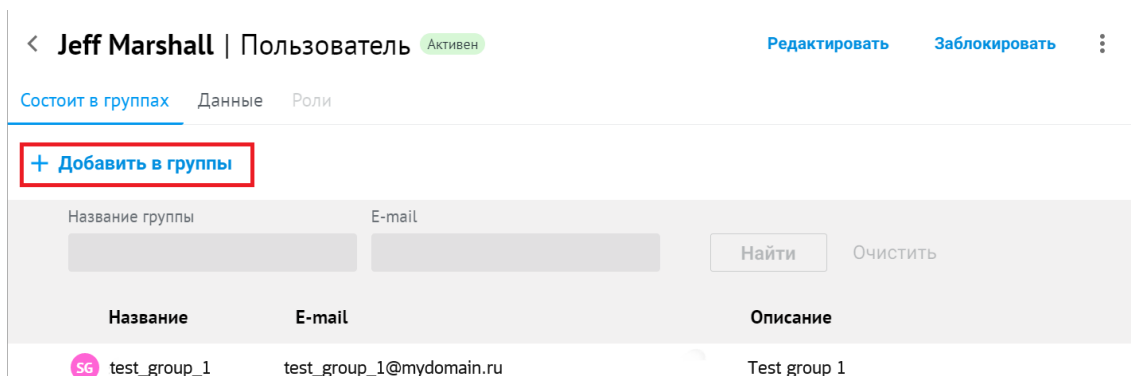 Jeff Marshall | Пользователь Активен Редактировать Заблокировать
Состоит в группах Данные Роли
+ Добавить в группы
Название группы E-mail
Найти Очистить
Название E-mail Описание
SG test_group_1 test_group_1@mydomain.ru Test group 1